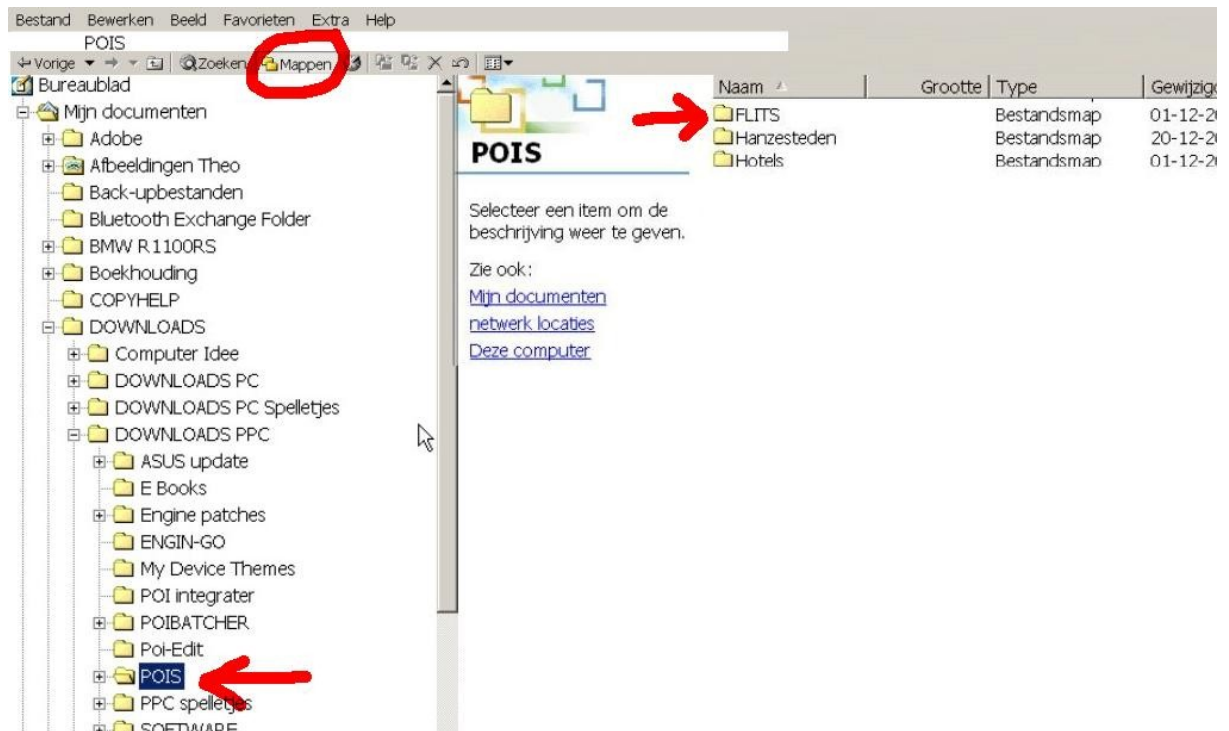 Bestand Bewerken Beeld Favorieten Extra Help
POIS
Vorige Zoeken Mappen
Bureaublad
Mijn documenten
Adobe
Afbeeldingen Theo
Back-upbestanden
Bluetooth Exchange Folder
BMW R1100RS
Boekhouding
COPYHELP
DOWNLOADS
Computer Idee
DOWNLOADS PC
DOWNLOADS PC Spelletjes
DOWNLOADS PPC
ASUS update
E Books
Engine patches
ENGIN-GO
My Device Themes
POI integrater
POIBATCHER
Poi-Edit
POIS
PPC spelletjes
SOFTWARE
POIS
Selecteer een item om de
beschrijving weer te geven.
Zie ook:
Mijn documenten
netwerk locaties
Deze computer
Naam Grootte Type Gewijzigd
FLITS Bestandsmap 01-12-20
Hanzesteden Bestandsmap 20-12-20
Hotels Bestandsmap 01-12-20